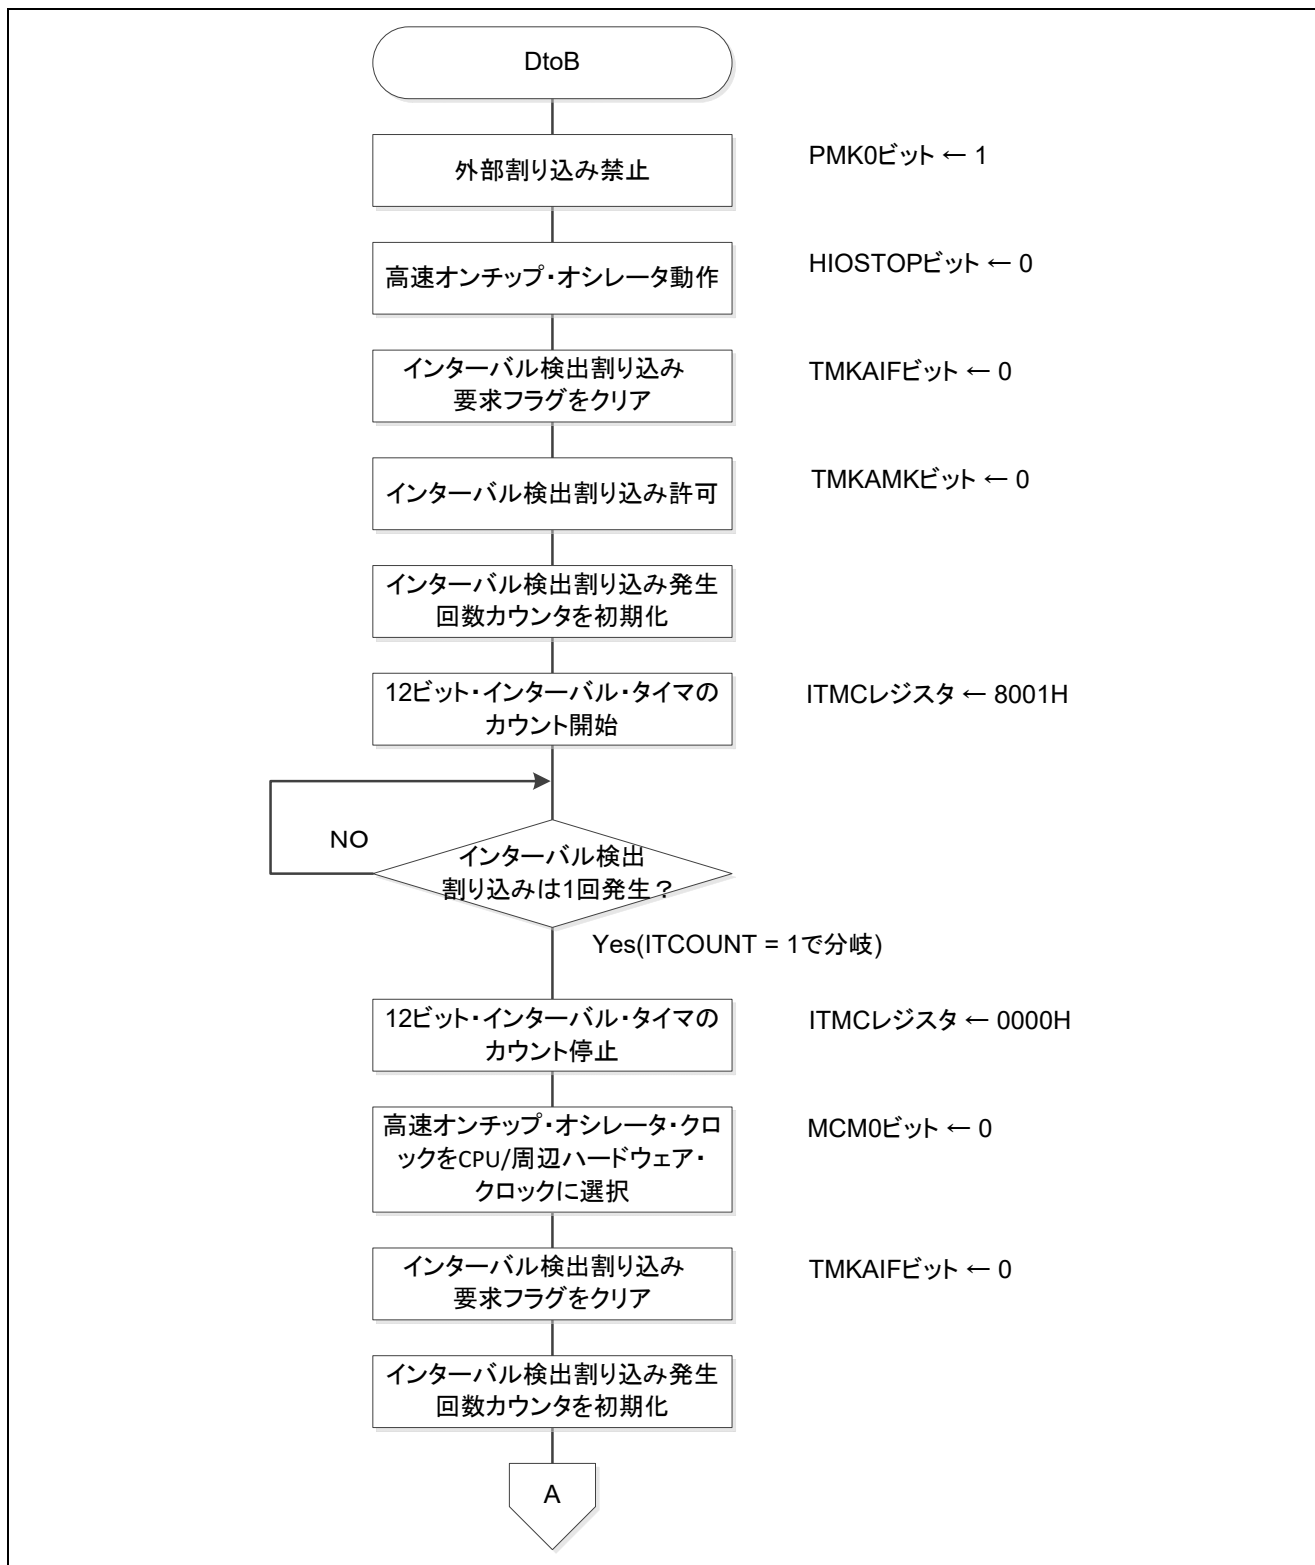 DtoB
外部割り込み禁止
PMK0ビット ← 1
高速オンチップ・オシレータ動作
HIOSTOPビット ← 0
インターバル検出割り込み
要求フラグをクリア
TMKAIFビット ← 0
インターバル検出割り込み許可
TMKAMKビット ← 0
インターバル検出割り込み発生
回数カウンタを初期化
12ビット・インターバル・タイマの
カウント開始
ITMCレジスタ ← 8001H
NO
インターバル検出
割り込みは1回発生？
Yes(ITCOUNT = 1で分岐)
12ビット・インターバル・タイマの
カウント停止
ITMCレジスタ ← 0000H
高速オンチップ・オシレータ・クロ
ックをCPU/周辺ハードウェア・
クロックに選択
MCM0ビット ← 0
インターバル検出割り込み
要求フラグをクリア
TMKAIFビット ← 0
インターバル検出割り込み発生
回数カウンタを初期化
A